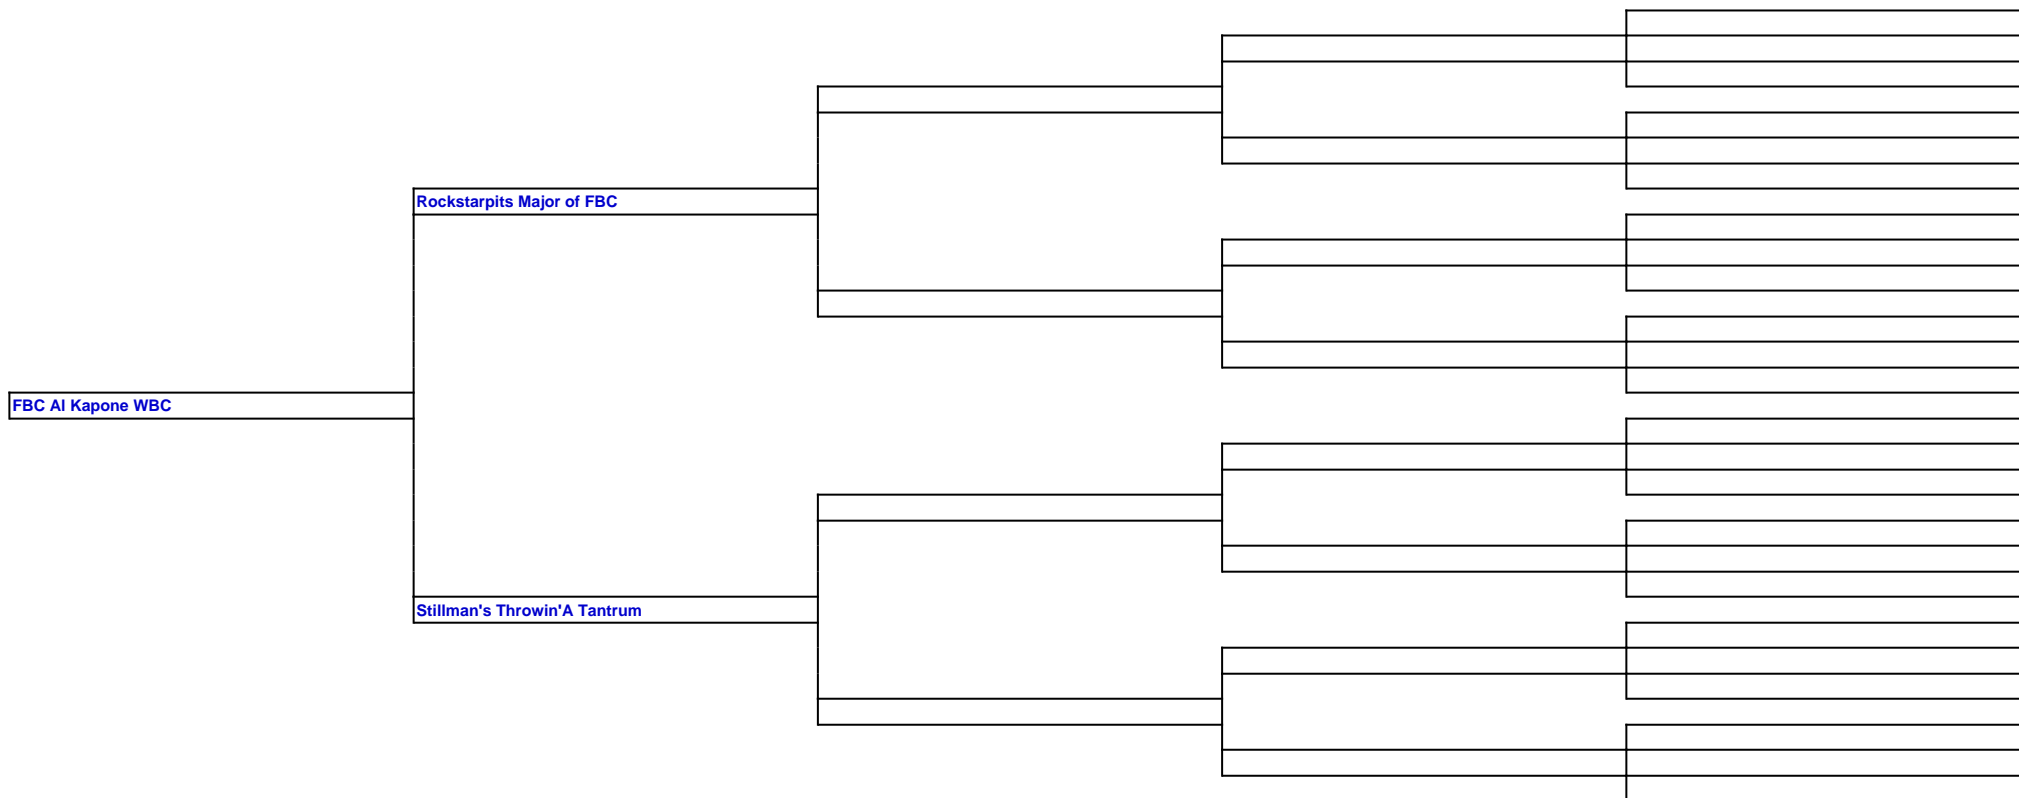 Rockstarpits Major of FBC
FBC Al Kapone WBC
Stillman's Throwin'A Tantrum